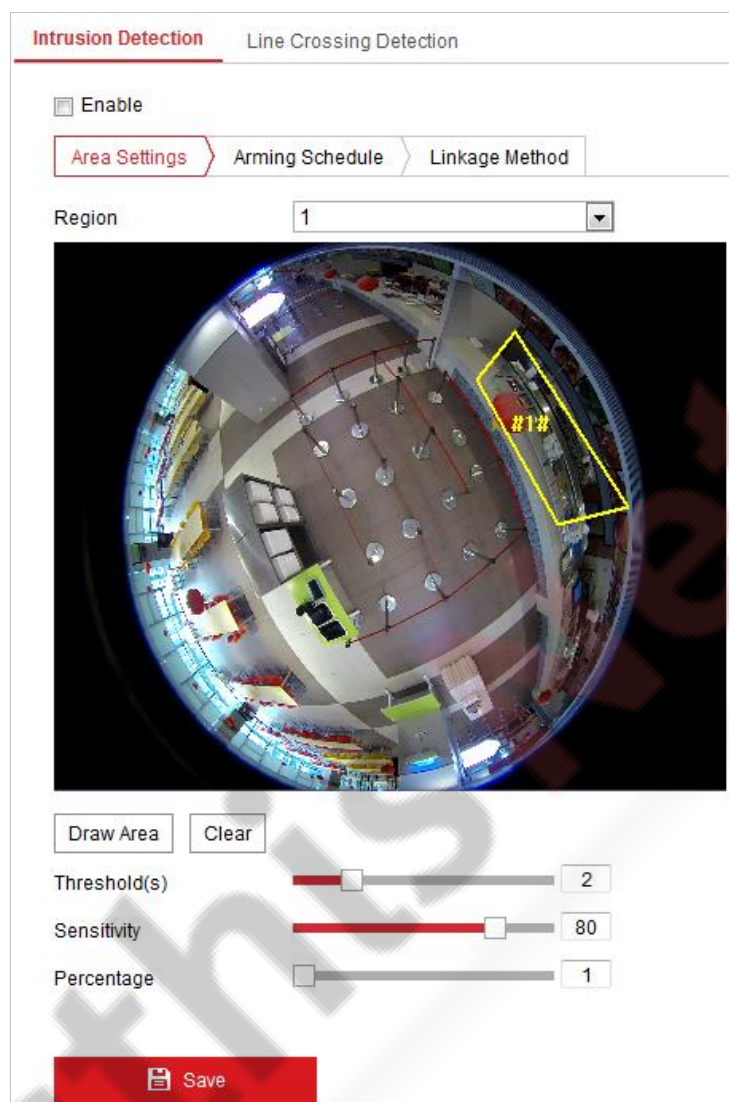 Intrusion Detection
Line Crossing Detection
Enable
Area Settings
Arming Schedule
Linkage Method
Region
1
#1#
Draw Area
Clear
Threshold(s)
2
Sensitivity
80
Percentage
1
Save